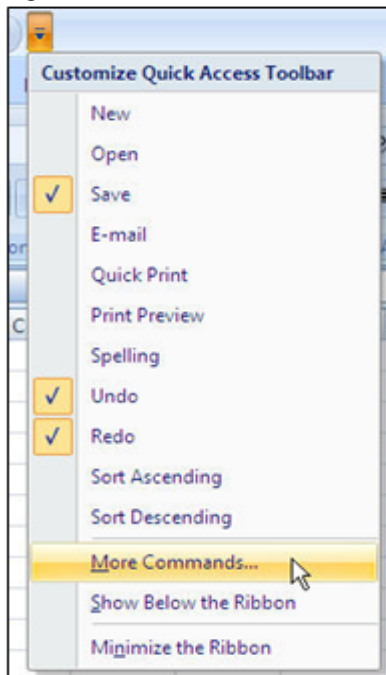 Customize Quick Access Toolbar
New
Open
Save
E-mail
Quick Print
Print Preview
Spelling
Undo
Redo
Sort Ascending
Sort Descending
More Commands...
Show Below the Ribbon
Minimize the Ribbon